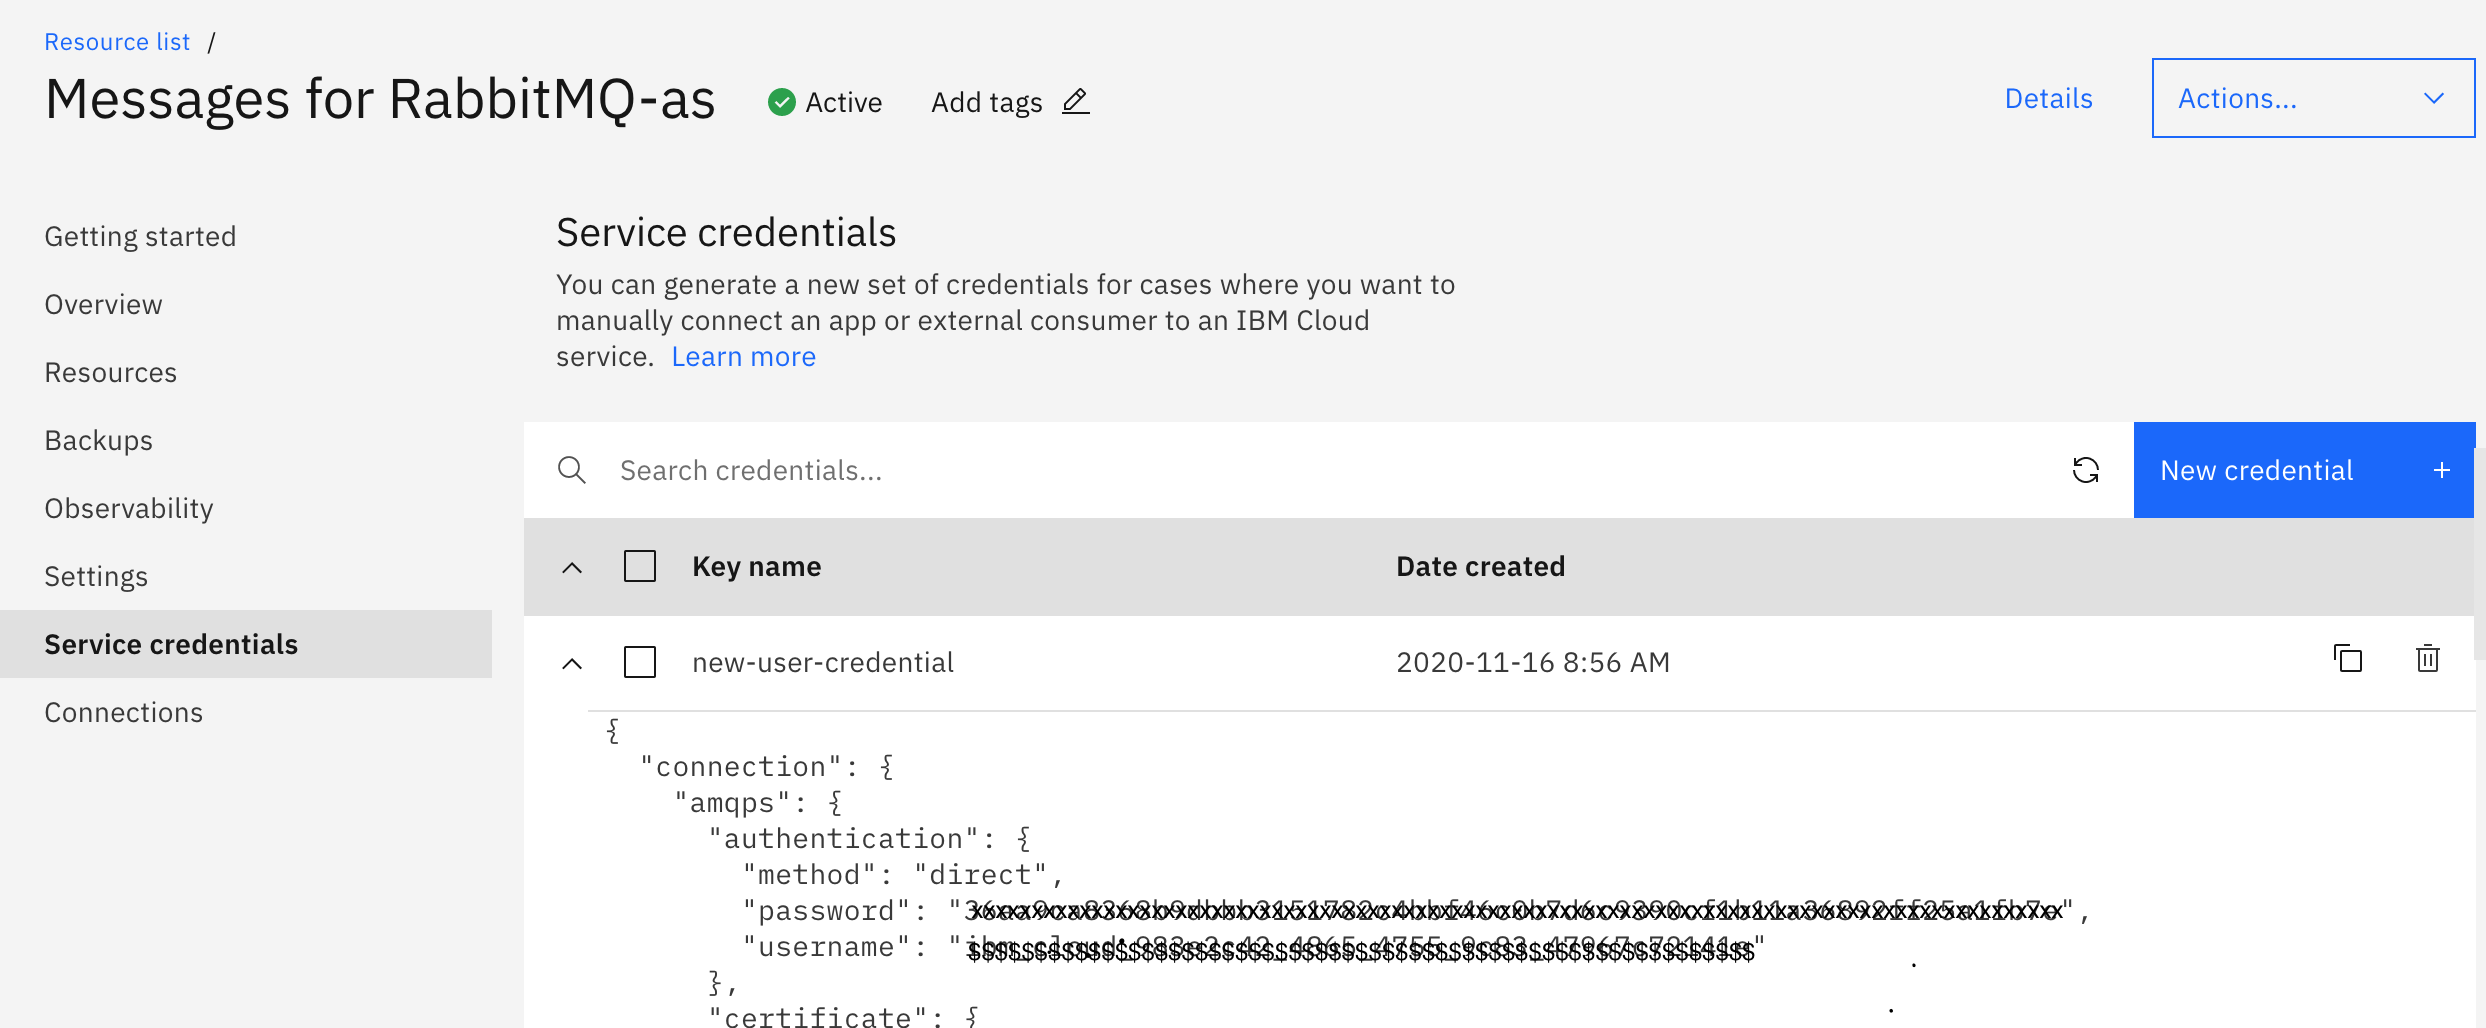 Resource list /
Messages for RabbitMQ-as
Active
Add tags
Details
Actions...
Getting started
Overview
Resources
Backups
Observability
Settings
Service credentials
Connections
Service credentials
You can generate a new set of credentials for cases where you want to
manually connect an app or external consumer to an IBM Cloud
service. Learn more
Search credentials...
New credential +
Key name Date created
new-user-credential 2020-11-16 8:56 AM
{
"connection": {
"amqps": {
"authentication": {
"method": "direct",
"password": "",
"username": ""
},
"certificate": {